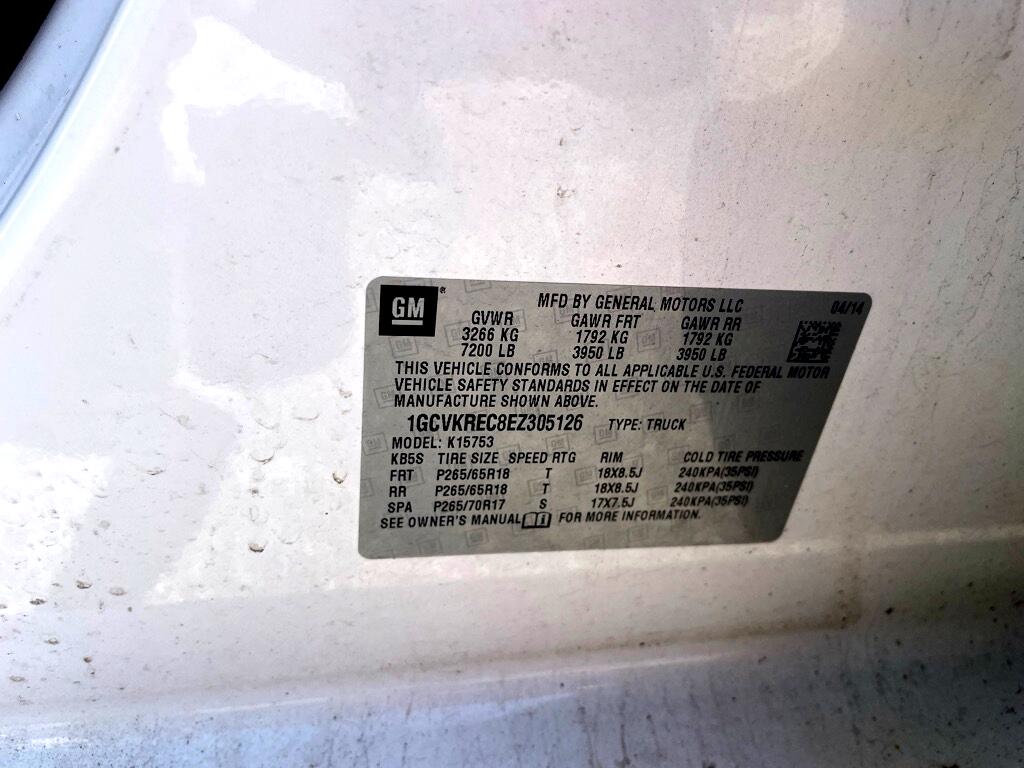 GM ®
MFD BY GENERAL MOTORS LLC 04/14
GVWR GAWR FRT GAWR RR
3266 KG 1792 KG 1792 KG
7200 LB 3950 LB 3950 LB
THIS VEHICLE CONFORMS TO ALL APPLICABLE U.S. FEDERAL MOTOR
VEHICLE SAFETY STANDARDS IN EFFECT ON THE DATE OF
MANUFACTURE SHOWN ABOVE.
1GCVKREC8EZ305126 TYPE: TRUCK
MODEL: K15753
KB5S TIRE SIZE SPEED RTG RIM COLD TIRE PRESSURE
FRT P265/65R18 T 18X8.5J 240KPA(35PSI)
RR P265/65R18 T 18X8.5J 240KPA(35PSI)
SPA P265/70R17 S 17X7.5J 240KPA(35PSI)
SEE OWNER'S MANUAL FOR MORE INFORMATION.